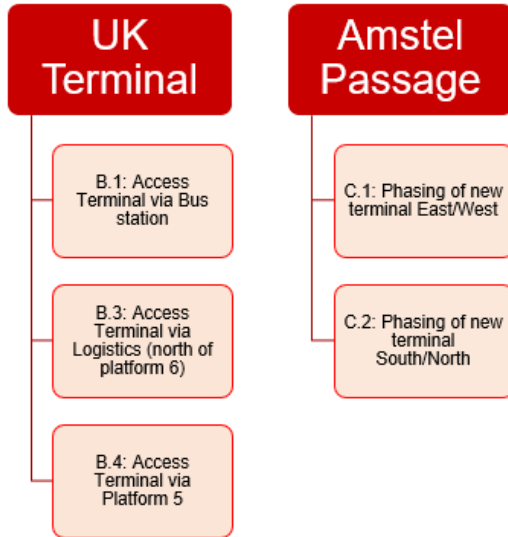 UK
Terminal
B.1: Access
Terminal via Bus
station
B.3: Access
Terminal via
Logistics (north of
platform 6)
B.4: Access
Terminal via
Platform 5
Amstel
Passage
C.1: Phasing of new
terminal East/West
C.2: Phasing of new
terminal
South/North